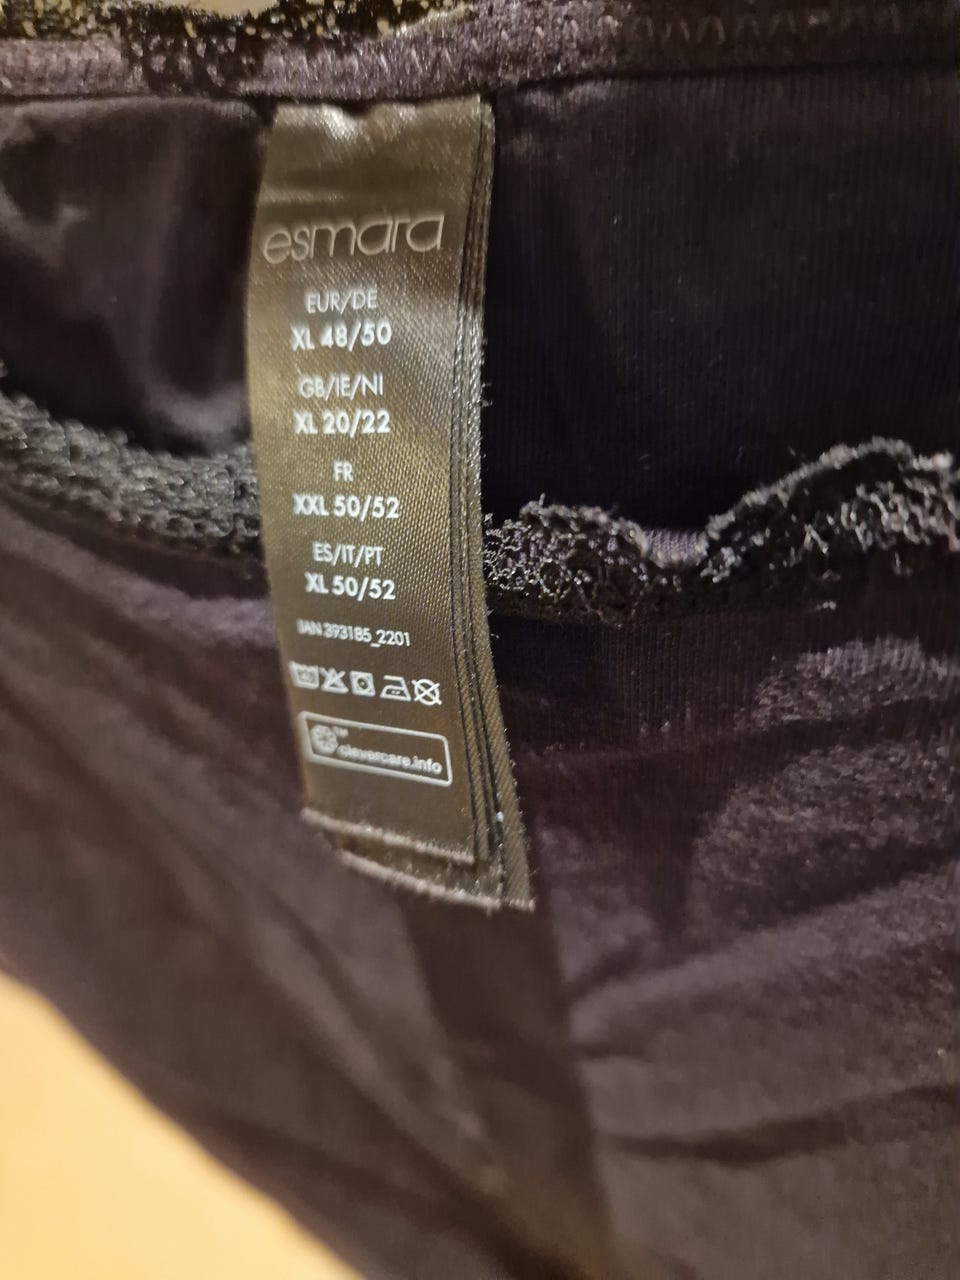 esmara
EUR/DE
XL 48/50
GB/IE/NI
XL 20/22
FR
XXL 50/52
ES/IT/PT
XL 50/52
IAN 393185_2201
clevercare.info